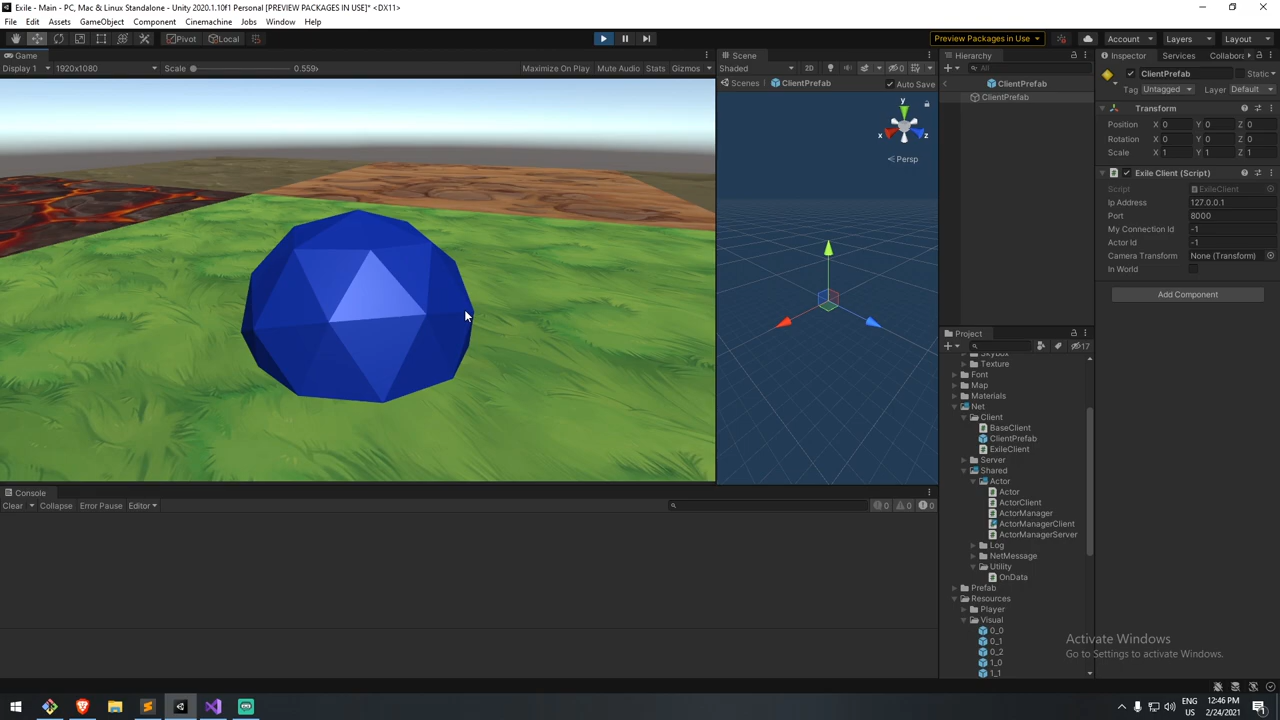 Exile - Main - PC, Mac & Linux Standalone - Unity 2020.1.10f1 Personal [PREVIEW PACKAGES IN USE]* <DX11>
File Edit Assets GameObject Component Cinemachine Jobs Window Help
Pivot Local Preview Packages in Use Account Layers Layout
Game Scene Hierarchy Inspector Services Collabora
Display 1 1920x1080 Scale 0.559x Maximize On Play Mute Audio Stats Gizmos Shaded 2D 0 All ClientPrefab Static
Scenes ClientPrefab Auto Save ClientPrefab Tag Untagged Layer Default
ClientPrefab
Transform
Position X 0 Y 0 Z 0
Rotation X 0 Y 0 Z 0
Scale X 1 Y 1 Z 1
y
x z
Persp
Exile Client (Script)
Script ExileClient
Ip Address 127.0.0.1
Port 8000
My Connection Id -1
Actor Id -1
Camera Transform None (Transform)
In World
Add Component
Project
17
Skybox
Texture
Font
Map
Materials
Net
Client
BaseClient
ClientPrefab
ExileClient
Server
Shared
Actor
Actor
ActorClient
ActorManager
ActorManagerClient
ActorManagerServer
Log
NetMessage
Utility
OnData
Prefab
Resources
Player
Visual
0_0
0_1
0_2
1_0
1_1
Console
Clear Collapse Error Pause Editor 0 0 0
Activate Windows
Go to Settings to activate Windows.
ENG 12:46 PM
US 2/24/2021
1